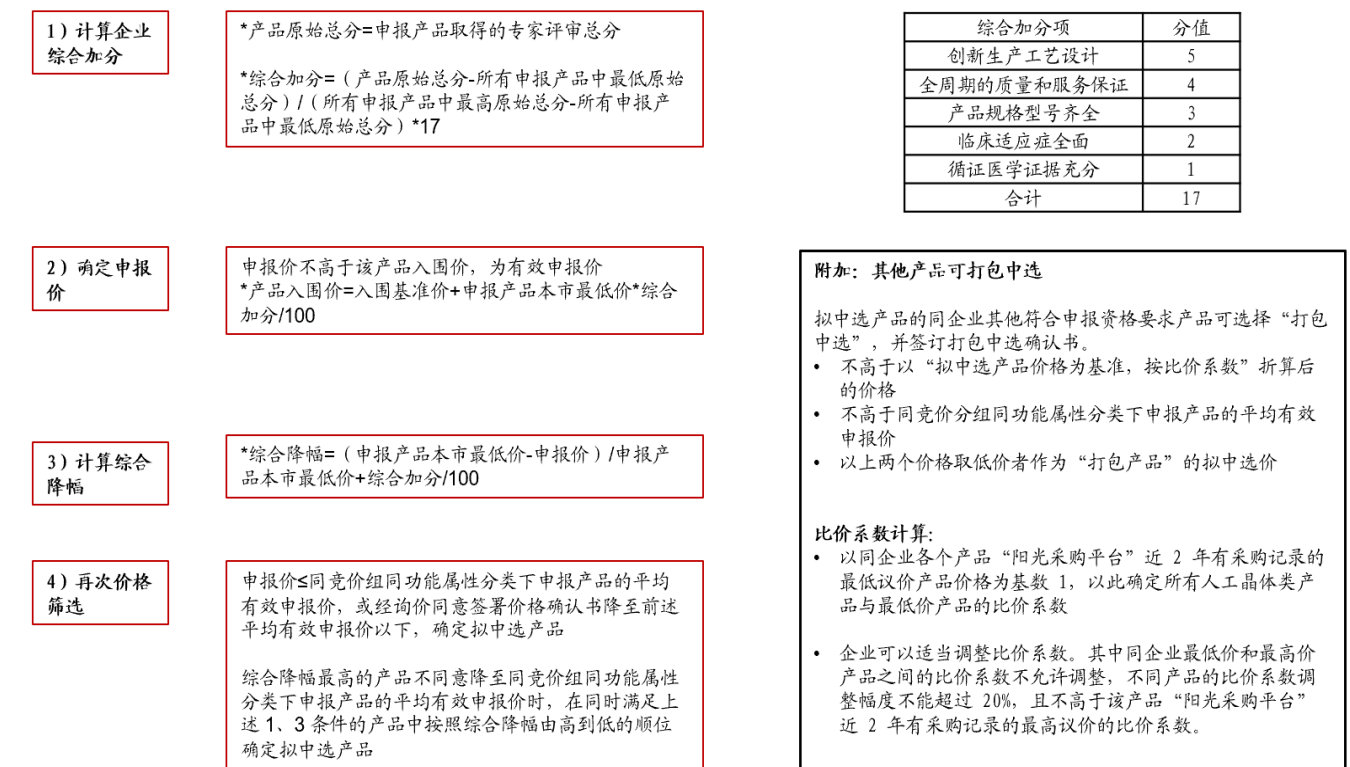 1）计算企业
综合加分
*产品原始总分=申报产品取得的专家评审总分
*综合加分=（产品原始总分-所有申报产品中最低原始
总分）/（所有申报产品中最高原始总分-所有申报产
品中最低原始总分）*17
综合加分项 分值
创新生产工艺设计 5
全周期的质量和服务保证 4
产品规格型号齐全 3
临床适应症全面 2
循证医学证据充分 1
合计 17
2）确定申报
价
申报价不高于该产品入围价，为有效申报价
*产品入围价=入围基准价+申报产品本市最低价*综合
加分/100
3）计算综合
降幅
*综合降幅=（申报产品本市最低价-申报价）/申报产
品本市最低价+综合加分/100
4）再次价格
筛选
申报价≤同竞价组同功能属性分类下申报产品的平均
有效申报价，或经询价同意签署价格确认书降至前述
平均有效申报价以下，确定拟中选产品
综合降幅最高的产品不同意降至同竞价组同功能属性
分类下申报产品的平均有效申报价时，在同时满足上
述 1、3 条件的产品中按照综合降幅由高到低的顺位
确定拟中选产品
附加：其他产品可打包中选
拟中选产品的同企业其他符合申报资格要求产品可选择“打包
中选”，并签订打包中选确认书。
• 不高于以“拟中选产品价格为基准，按比价系数”折算后
的价格
• 不高于同竞价分组同功能属性分类下申报产品的平均有效
申报价
• 以上两个价格取低价者作为“打包产品”的拟中选价
比价系数计算：
• 以同企业各个产品“阳光采购平台”近 2 年有采购记录的
最低议价产品价格为基数 1，以此确定所有人工晶体类产
品与最低价产品的比价系数
• 企业可以适当调整比价系数。其中同企业最低价和最高价
产品之间的比价系数不允许调整，不同产品的比价系数调
整幅度不能超过 20%，且不高于该产品“阳光采购平台”
近 2 年有采购记录的最高议价的比价系数。